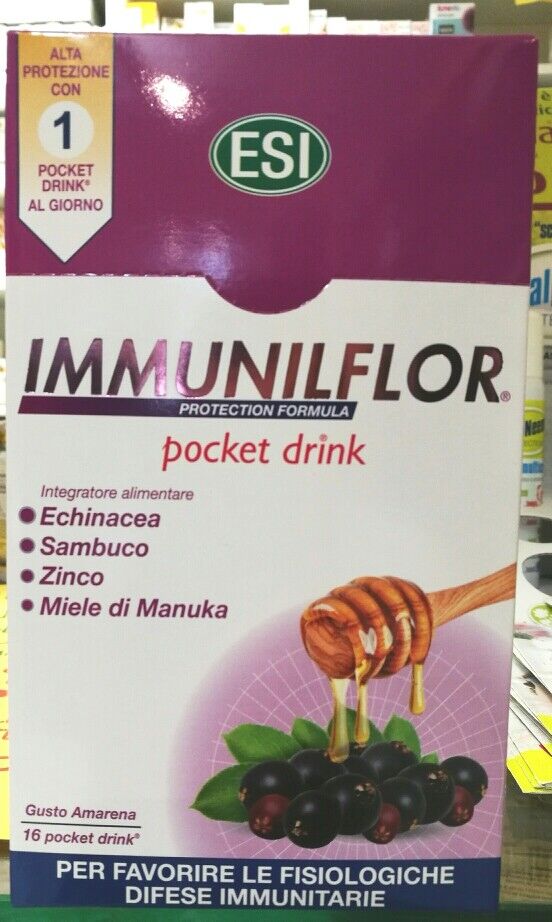 ALTA
PROTEZIONE
CON
1
POCKET
DRINK®
AL GIORNO
ESI
IMMUNILFLOR®
PROTECTION FORMULA
pocket drink
Integratore alimentare
• Echinacea
• Sambuco
• Zinco
• Miele di Manuka
Gusto Amarena
16 pocket drink®
PER FAVORIRE LE FISIOLOGICHE
DIFESE IMMUNITARIE